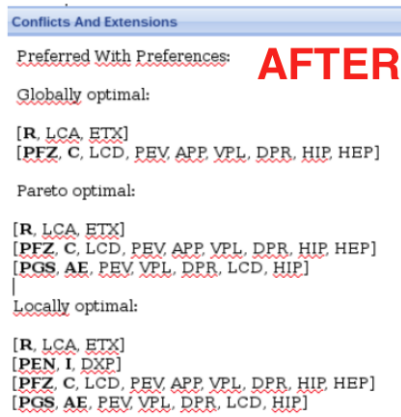 Conflicts And Extensions
Preferred With Preferences:
AFTER
Globally optimal:
[R, LCA, ETX]
[PFZ, C, LCD, PEV, APP, VPL, DPR, HIP, HEP]
Pareto optimal:
[R, LCA, ETX]
[PFZ, C, LCD, PEV, APP, VPL, DPR, HIP, HEP]
[PGS, AE, PEV, VPL, DPR, LCD, HIP]
Locally optimal:
[R, LCA, ETX]
[PEN, I, DXP]
[PFZ, C, LCD, PEV, APP, VPL, DPR, HIP, HEP]
[PGS, AE, PEV, VPL, DPR, LCD, HIP]